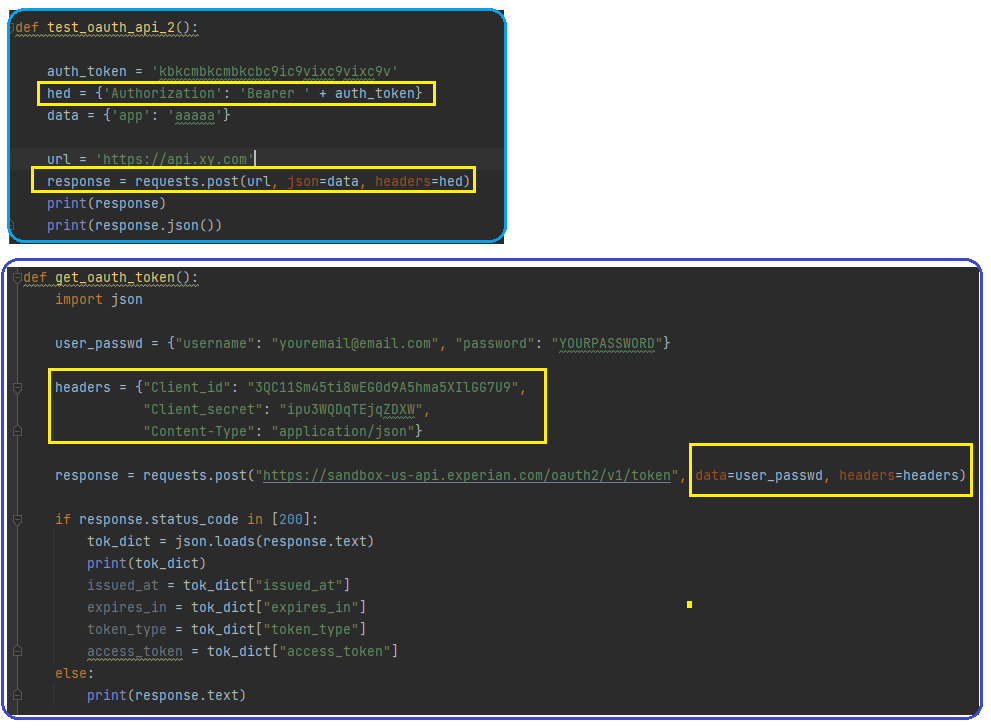 def test_oauth_api_2():
auth_token = 'kbkcmbkcmbkcbc9ic9vixc9vixc9v'
hed = {'Authorization': 'Bearer ' + auth_token}
data = {'app': 'aaaaa'}
url = 'https://api.xy.com'
response = requests.post(url, json=data, headers=hed)
print(response)
print(response.json())
def get_oauth_token():
import json
user_passwd = {"username": "youremail@email.com", "password": "YOURPASSWORD"}
headers = {"Client_id": "3QC11Sm45ti8wEG0d9A5hma5XIlGG7U9",
"Client_secret": "ipu3WQDqTEjqZDXW",
"Content-Type": "application/json"}
response = requests.post("https://sandbox-us-api.experian.com/oauth2/v1/token", data=user_passwd, headers=headers)
if response.status_code in [200]:
tok_dict = json.loads(response.text)
print(tok_dict)
issued_at = tok_dict["issued_at"]
expires_in = tok_dict["expires_in"]
token_type = tok_dict["token_type"]
access_token = tok_dict["access_token"]
else:
print(response.text)